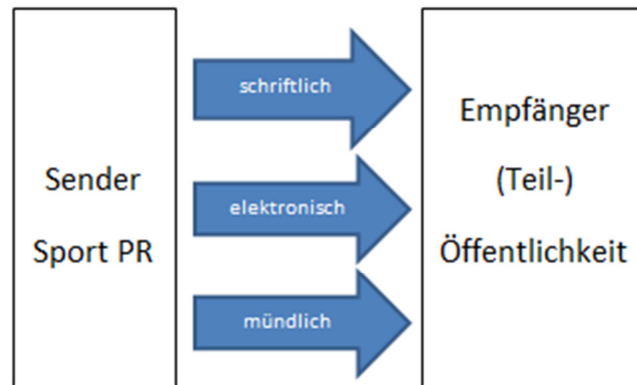 Sender
Sport PR
schriftlich
elektronisch
mündlich
Empfänger
(Teil-)
Öffentlichkeit